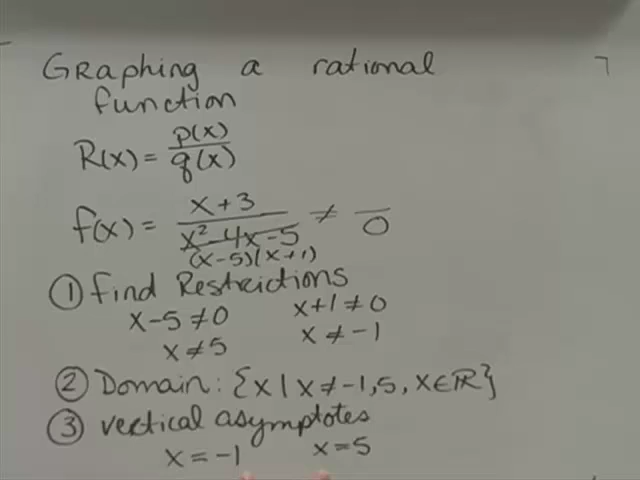 Graphing a rational
function
R(x) = p(x)/q(x)
f(x) = x+3/x²-4x-5 ≠ —/0
(x-5)(x+1)
① find Restrictions
x-5≠0 x+1≠0
x≠5 x≠-1
② Domain: {x|x≠-1,5, x∈ℝ}
③ vertical asymptotes
x=-1 x=5